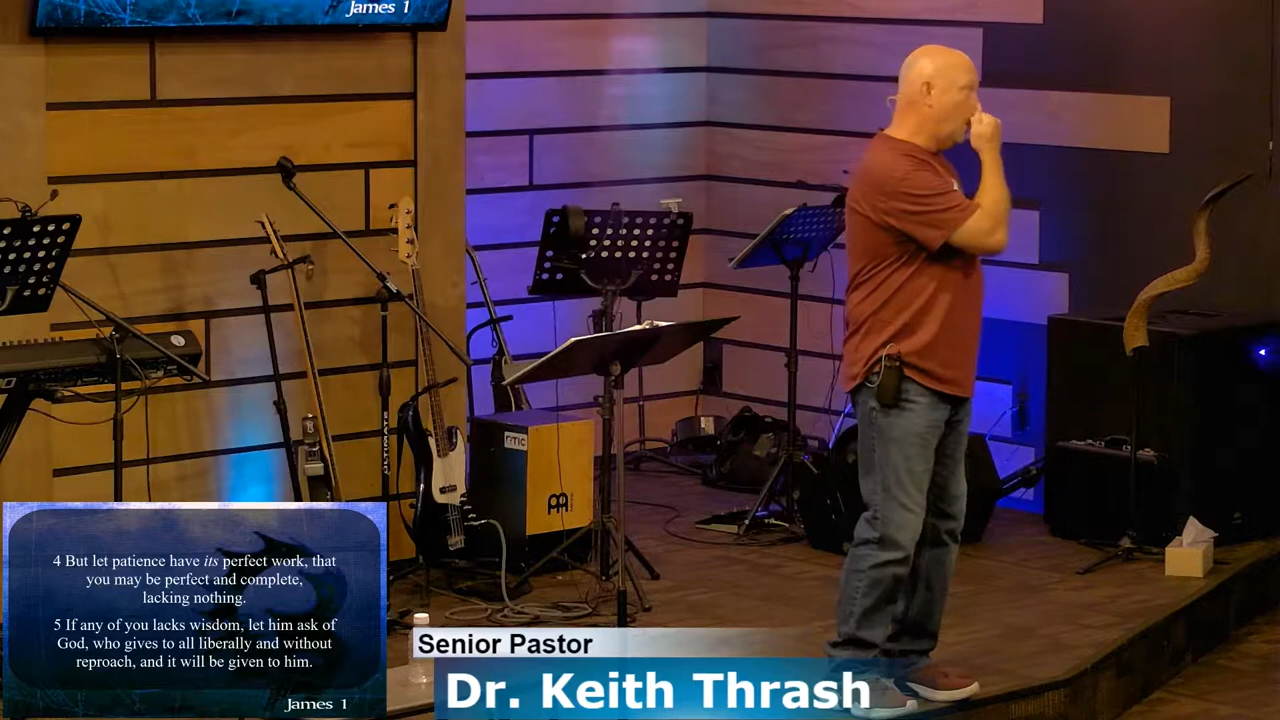 James 1
ULTIMATE
4 But let patience have its perfect work, that
you may be perfect and complete,
lacking nothing.
5 If any of you lacks wisdom, let him ask of
God, who gives to all liberally and without
reproach, and it will be given to him.
James 1
Senior Pastor
Dr. Keith Thrash